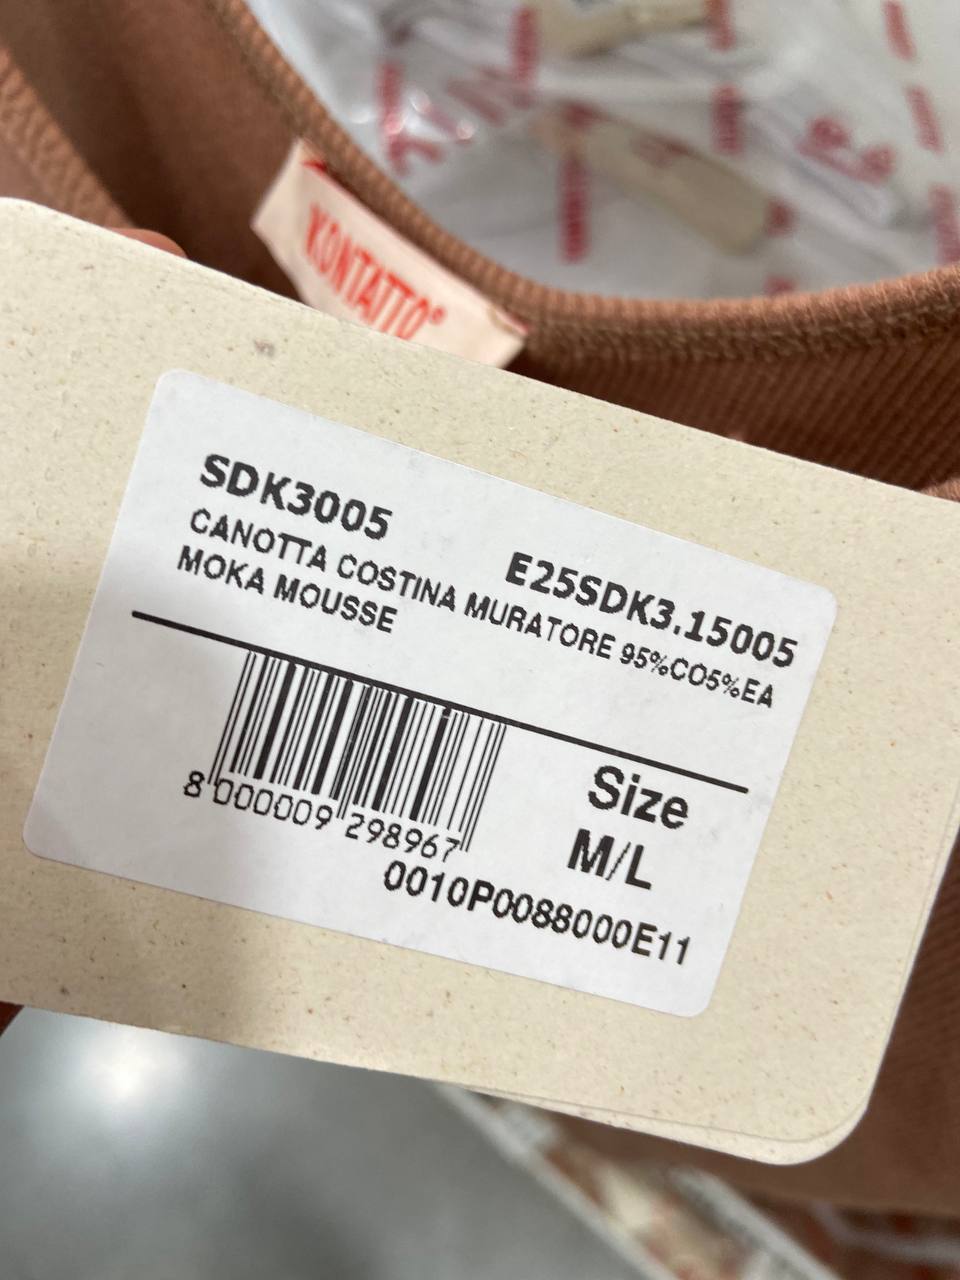 KONTATTO®
SDK3005
E25SDK3.15005
CANOTTA COSTINA MURATORE 95%CO5%EA
MOKA MOUSSE
8 000009 298967
Size
M/L
0010P0088000E11